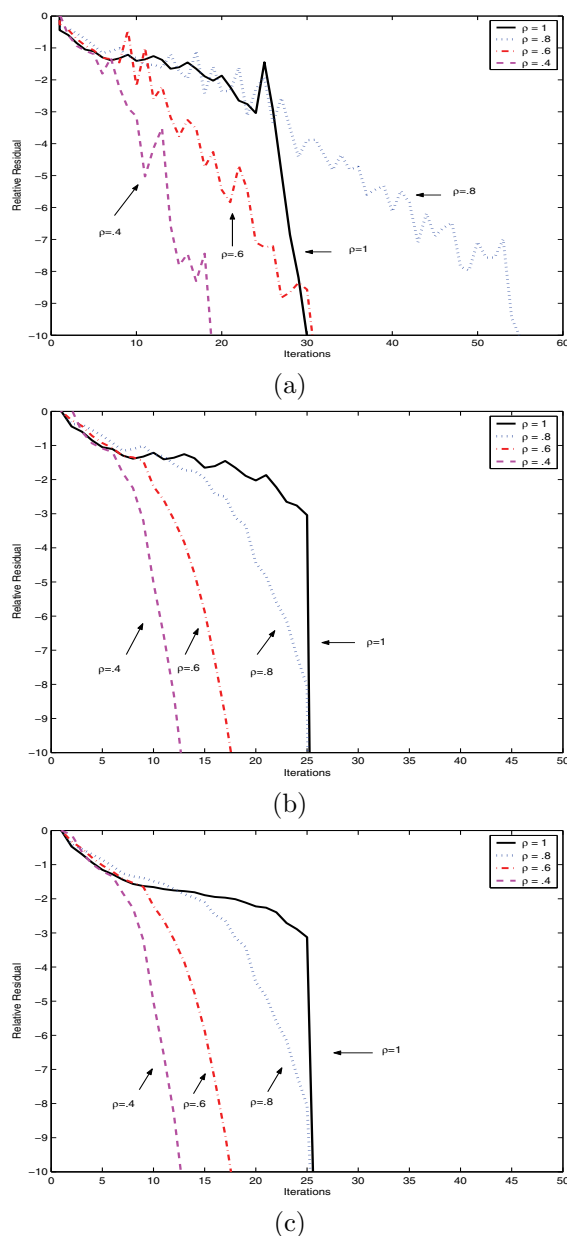 0
-1
-2
-3
-4
-5
-6
-7
-8
-9
-10
Relative Residual
ρ = 1
ρ = .8
ρ = .6
ρ = .4
ρ=.4
ρ=.6
ρ=1
ρ=.8
0 10 20 30 40 50 60
Iterations
(a)
0
-1
-2
-3
-4
-5
-6
-7
-8
-9
-10
Relative Residual
ρ = 1
ρ = .8
ρ = .6
ρ = .4
ρ=.4
ρ=.6
ρ=.8
ρ=1
0 5 10 15 20 25 30 35 40 45 50
Iterations
(b)
0
-1
-2
-3
-4
-5
-6
-7
-8
-9
-10
Relative Residual
ρ = 1
ρ = .8
ρ = .6
ρ = .4
ρ=.4
ρ=.6
ρ=.8
ρ=1
0 5 10 15 20 25 30 35 40 45 50
Iterations
(c)